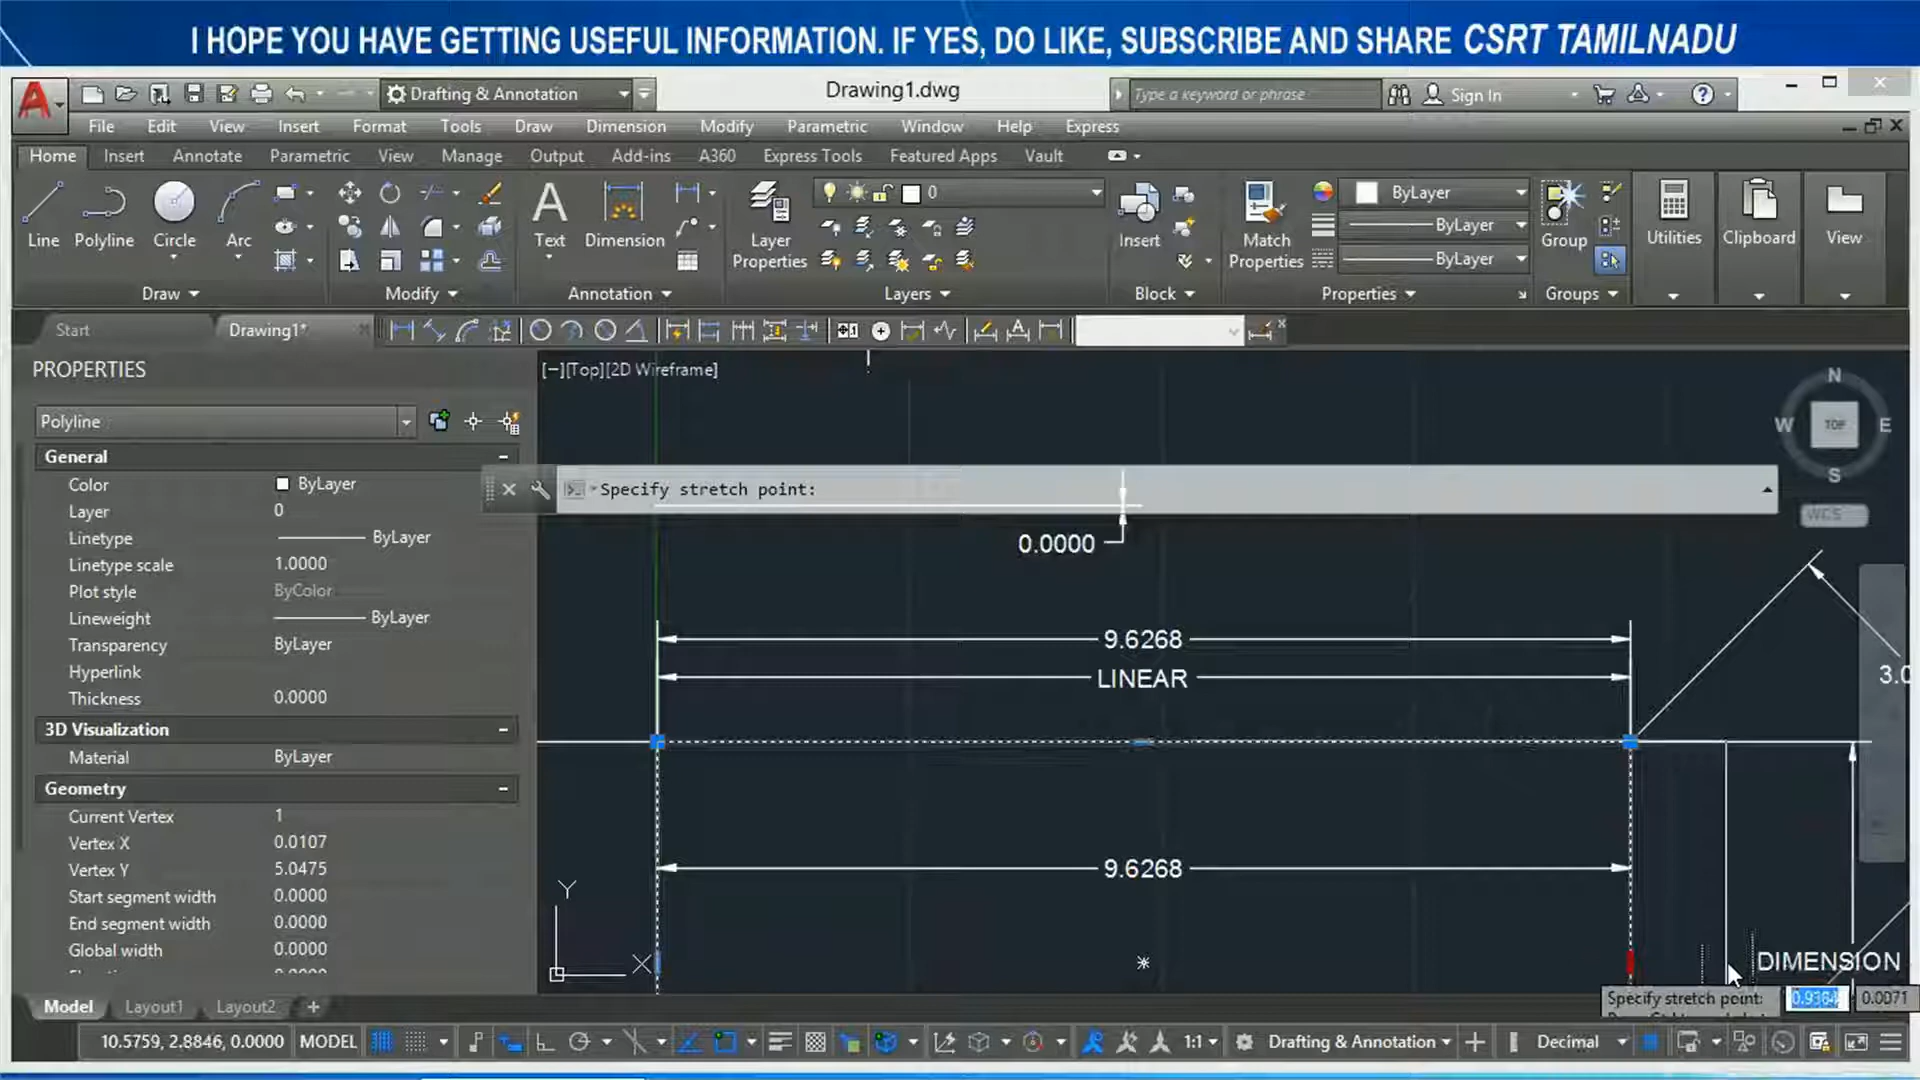 I HOPE YOU HAVE GETTING USEFUL INFORMATION. IF YES, DO LIKE, SUBSCRIBE AND SHARE CSRT TAMILNADU
Drafting & Annotation
Drawing1.dwg
Type a keyword or phrase
Sign In
File Edit View Insert Format Tools Draw Dimension Modify Parametric Window Help Express
Home Insert Annotate Parametric View Manage Output Add-ins A360 Express Tools Featured Apps Vault
0
ByLayer
ByLayer
ByLayer
Line Polyline Circle Arc
Text Dimension
Layer Properties
Insert
Match Properties
Group
Utilities Clipboard View
Draw Modify Annotation Layers Block Properties Groups
Start Drawing1*
PROPERTIES
[−][Top][2D Wireframe]
N
W TOP E
S
WCS
Polyline
General
Color ByLayer
Layer 0
Linetype ByLayer
Linetype scale 1.0000
Plot style ByColor
Lineweight ByLayer
Transparency ByLayer
Hyperlink
Thickness 0.0000
3D Visualization
Material ByLayer
Geometry
Current Vertex 1
Vertex X 0.0107
Vertex Y 5.0475
Start segment width 0.0000
End segment width 0.0000
Global width 0.0000
Specify stretch point:
0.0000
9.6268
LINEAR
3.0
9.6268
Y
X
DIMENSION
Specify stretch point: 0.0071
Model Layout1 Layout2 +
10.5759, 2.8846, 0.0000 MODEL 1:1 Drafting & Annotation Decimal